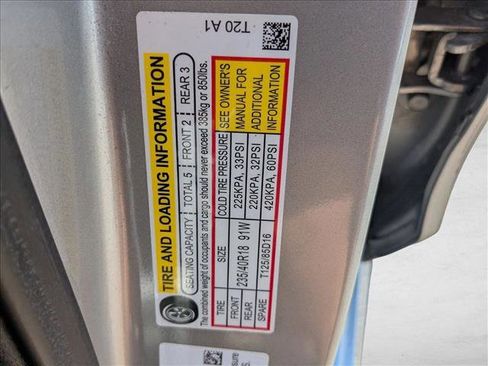 T20 A1
TIRE AND LOADING INFORMATION
SEATING CAPACITY TOTAL 5 FRONT 2 REAR 3
The combined weight of occupants and cargo should never exceed 385kg or 850lbs.
TIRE SIZE COLD TIRE PRESSURE
FRONT 235/40R18 91W 225KPA, 33PSI
REAR 220KPA, 32PSI
SPARE T125/85D16 420KPA, 60PSI
SEE OWNER'S
MANUAL FOR
ADDITIONAL
INFORMATION